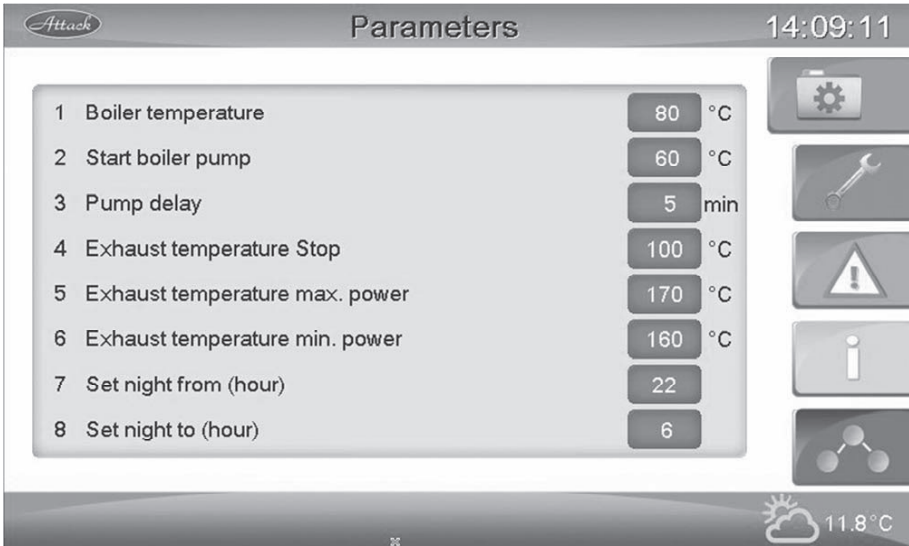 Attack Parameters 14:09:11
1 Boiler temperature 80 °C
2 Start boiler pump 60 °C
3 Pump delay 5 min
4 Exhaust temperature Stop 100 °C
5 Exhaust temperature max. power 170 °C
6 Exhaust temperature min. power 160 °C
7 Set night from (hour) 22
8 Set night to (hour) 6
11.8°C